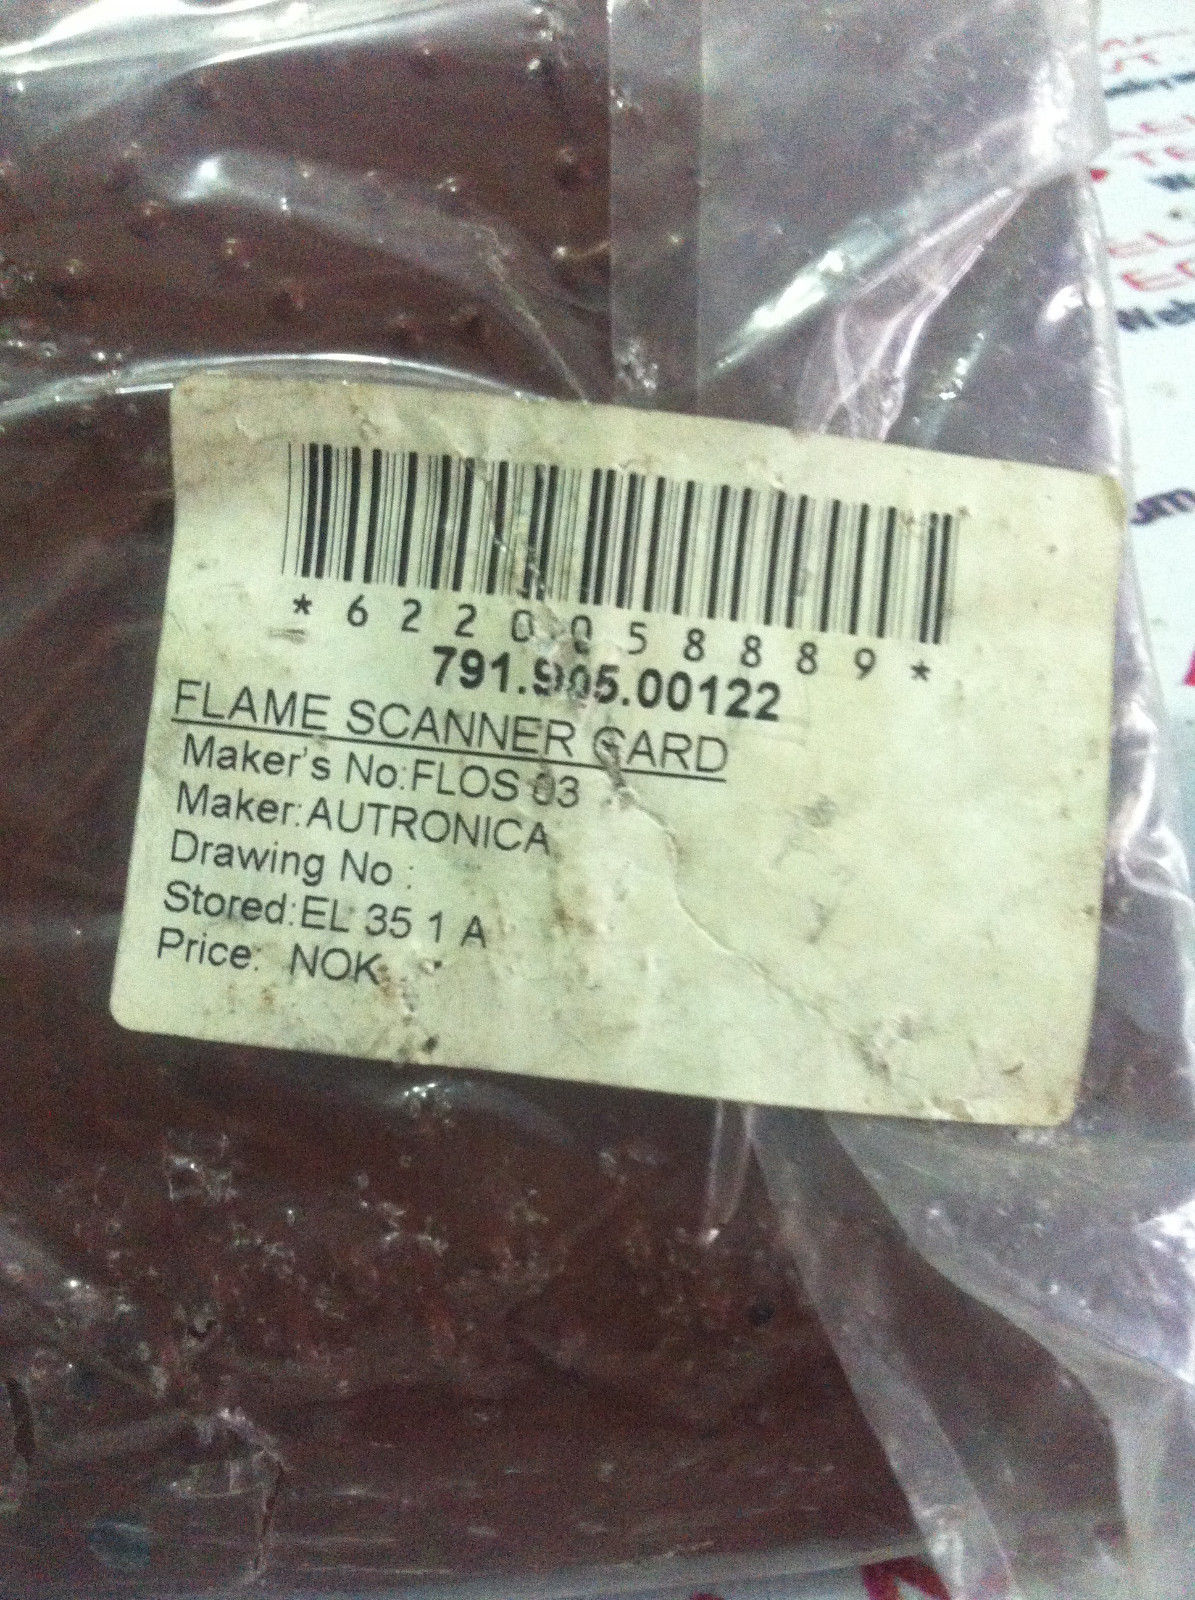 *6220058889*
791.905.00122
FLAME SCANNER CARD
Maker's No:FLOS 03
Maker:AUTRONICA
Drawing No :
Stored:EL 35 1 A
Price: NOK